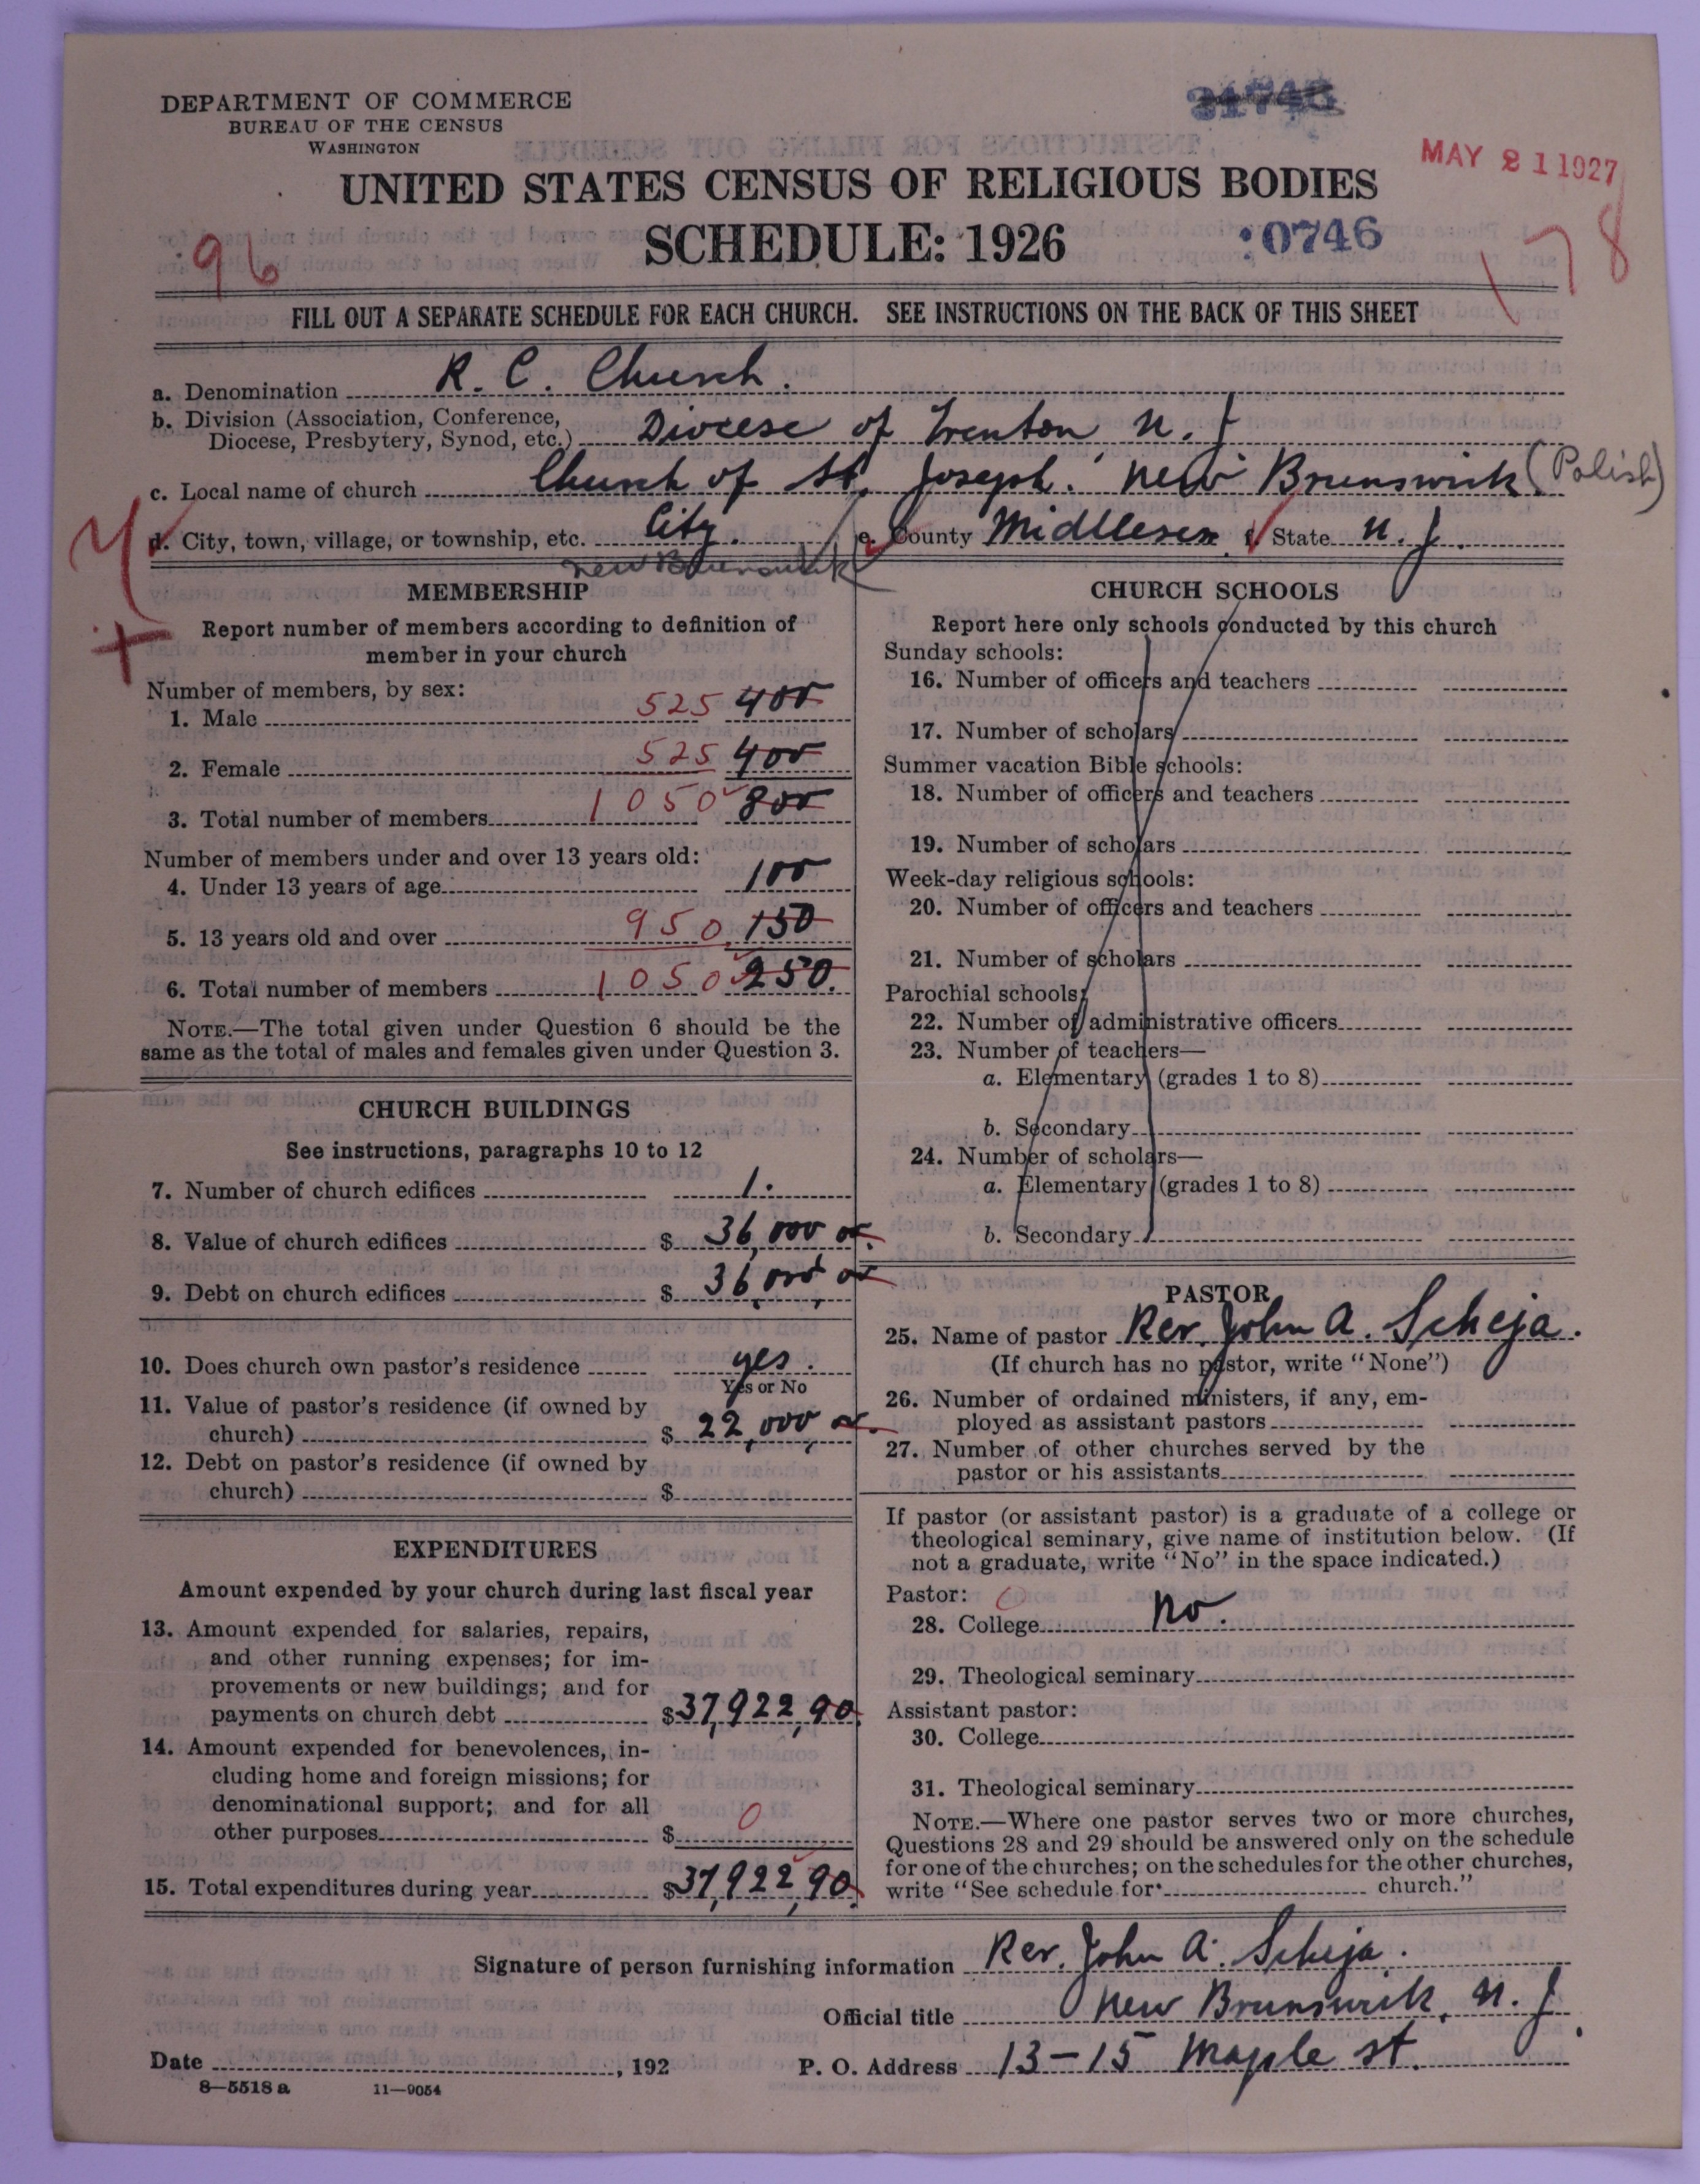 DEPARTMENT OF COMMERCE
BUREAU OF THE CENSUS
WASHINGTON
31746
MAY 21 1927
UNITED STATES CENSUS OF RELIGIOUS BODIES
SCHEDULE: 1926
0746
96
178
FILL OUT A SEPARATE SCHEDULE FOR EACH CHURCH. SEE INSTRUCTIONS ON THE BACK OF THIS SHEET
a. Denomination R. C. Church.
b. Division (Association, Conference,
Diocese, Presbytery, Synod, etc.) Diocese of Trenton N. J
c. Local name of church Church of St. Joseph. New Brunswick (Polish)
d. City, town, village, or township, etc. City. e. County Middlesex f. State N. J.
New Brunswick
MEMBERSHIP
Report number of members according to definition of
member in your church
Number of members, by sex:
1. Male 525 400
2. Female 525 400
3. Total number of members 1050 800
Number of members under and over 13 years old:
4. Under 13 years of age 100
5. 13 years old and over 950 150
6. Total number of members 1050 250.
NOTE.—The total given under Question 6 should be the
same as the total of males and females given under Question 3.
CHURCH BUILDINGS
See instructions, paragraphs 10 to 12
7. Number of church edifices 1.
8. Value of church edifices $ 36,000 00.
9. Debt on church edifices $ 36,000 00
10. Does church own pastor's residence yes.
Yes or No
11. Value of pastor's residence (if owned by
church) $ 22,000, 00.
12. Debt on pastor's residence (if owned by
church) $
EXPENDITURES
Amount expended by your church during last fiscal year
13. Amount expended for salaries, repairs,
and other running expenses; for im-
provements or new buildings; and for
payments on church debt $37,922,90.
14. Amount expended for benevolences, in-
cluding home and foreign missions; for
denominational support; and for all
other purposes $ 0
15. Total expenditures during year $37,922,90.
CHURCH SCHOOLS
Report here only schools conducted by this church
Sunday schools:
16. Number of officers and teachers
17. Number of scholars
Summer vacation Bible schools:
18. Number of officers and teachers
19. Number of scholars
Week-day religious schools:
20. Number of officers and teachers
21. Number of scholars
Parochial schools:
22. Number of administrative officers
23. Number of teachers—
a. Elementary (grades 1 to 8)
b. Secondary
24. Number of scholars—
a. Elementary (grades 1 to 8)
b. Secondary
PASTOR
25. Name of pastor Rev. John A. Scheja.
(If church has no pastor, write "None")
26. Number of ordained ministers, if any, em-
ployed as assistant pastors
27. Number of other churches served by the
pastor or his assistants
If pastor (or assistant pastor) is a graduate of a college or
theological seminary, give name of institution below. (If
not a graduate, write "No" in the space indicated.)
Pastor: 0
28. College No.
29. Theological seminary
Assistant pastor:
30. College
31. Theological seminary
NOTE.—Where one pastor serves two or more churches,
Questions 28 and 29 should be answered only on the schedule
for one of the churches; on the schedules for the other churches,
write "See schedule for church."
Signature of person furnishing information Rev. John A. Scheja.
Official title New Brunswick, N. J.
Date , 192 P. O. Address 13-15 Maple st.
8—5518 a 11—9054